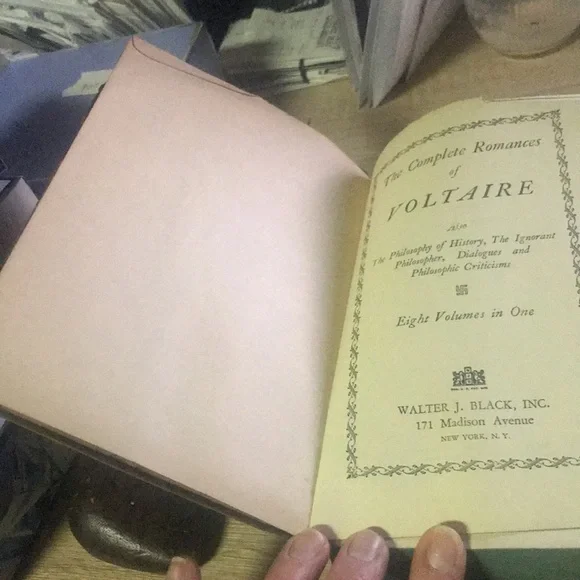 The Complete Romances
of
VOLTAIRE
Also
The Philosophy of History, The Ignorant
Philosopher, Dialogues and
Philosophic Criticisms
Eight Volumes in One
WALTER J. BLACK, INC.
171 Madison Avenue
NEW YORK, N. Y.